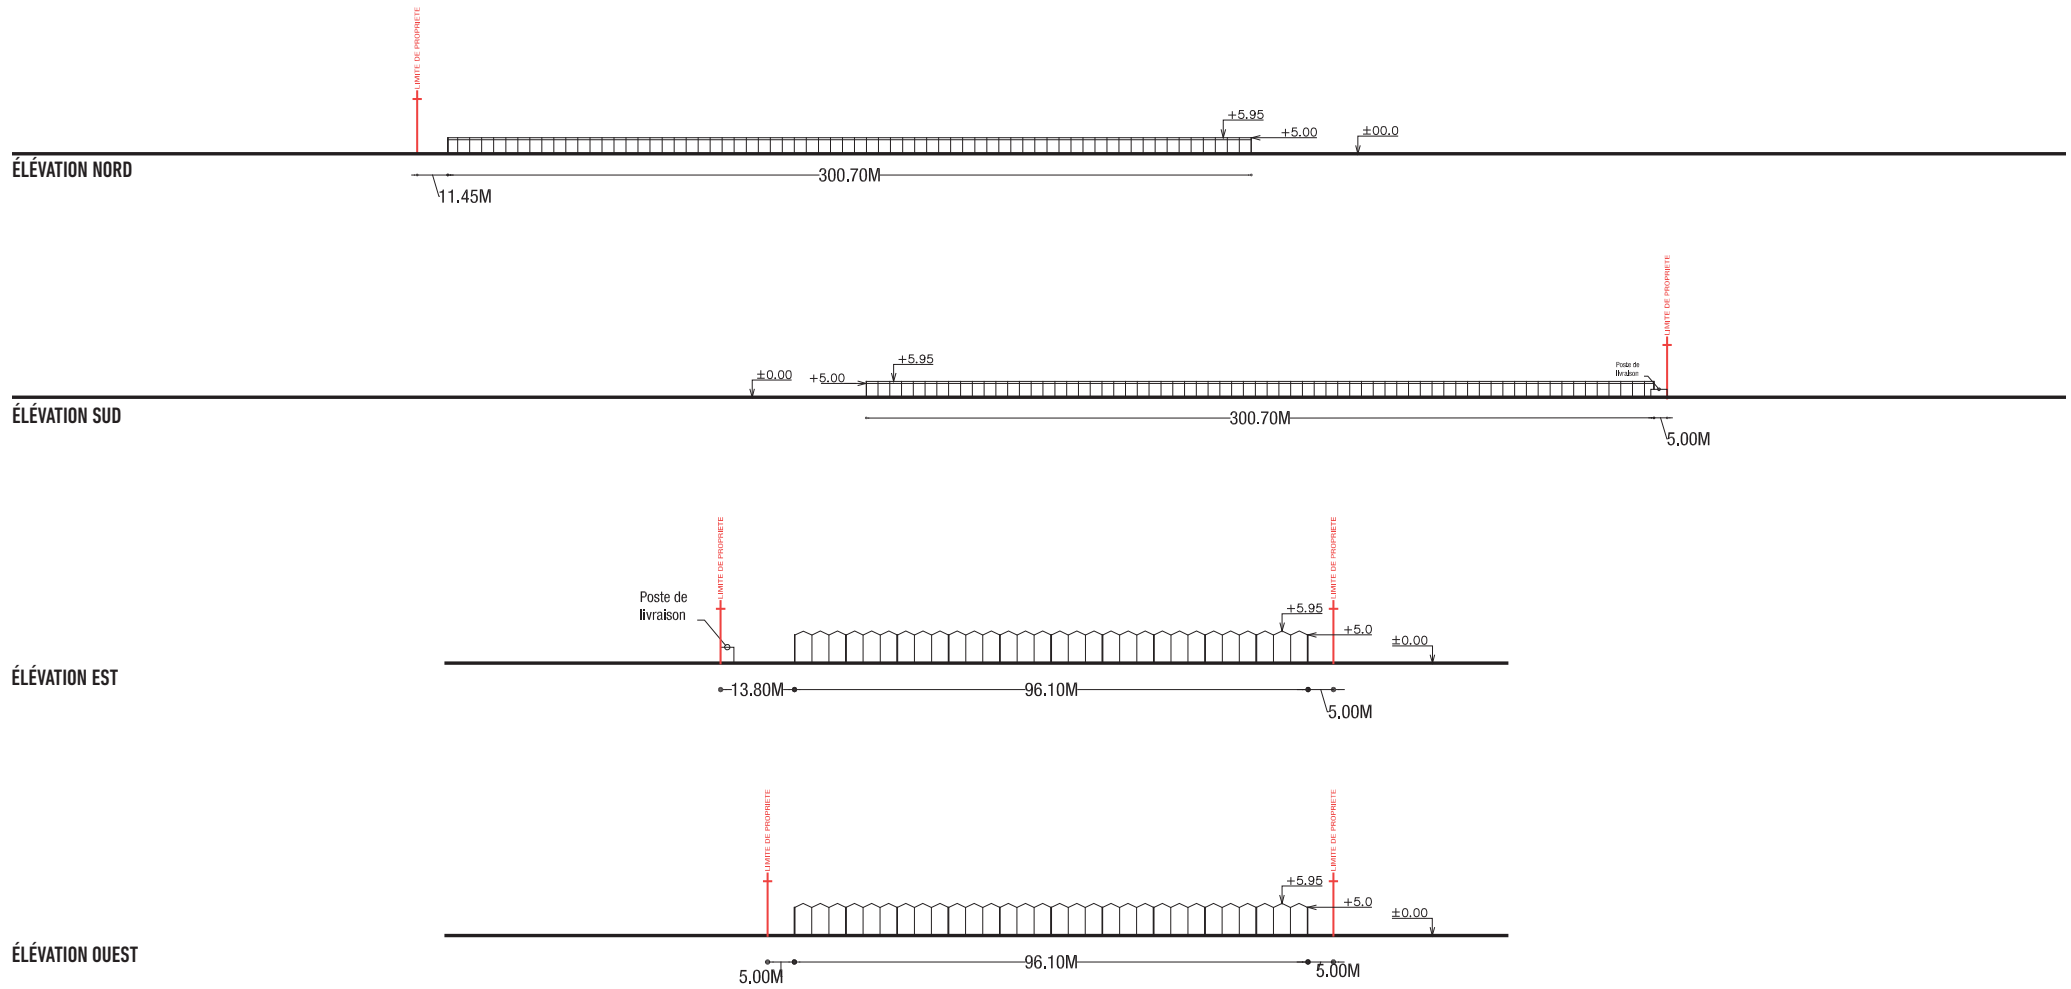 LIMITE DE PROPRIETE
+5.95
+5.00
±00.0
ÉLÉVATION NORD
300.70M
11.45M
LIMITE DE PROPRIETE
±0.00
+5.00
+5.95
Poste de
livraison
ÉLÉVATION SUD
300.70M
5.00M
LIMITE DE PROPRIETE
LIMITE DE PROPRIETE
Poste de
livraison
+5.95
+5.0
±0.00
ÉLÉVATION EST
13.80M
96.10M
5.00M
LIMITE DE PROPRIETE
LIMITE DE PROPRIETE
+5.95
+5.0
±0.00
ÉLÉVATION OUEST
5.00M
96.10M
5.00M